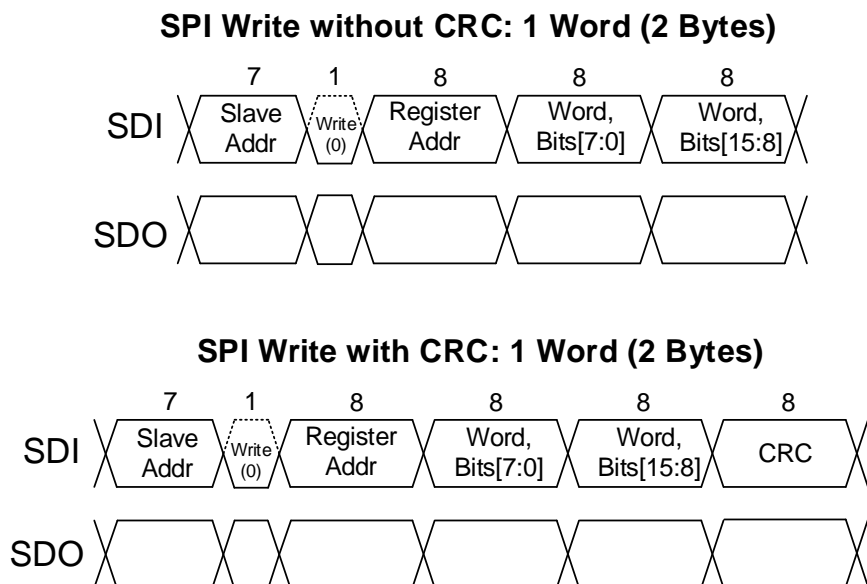 SPI Write without CRC: 1 Word (2 Bytes)
7 1 8 8 8
SDI
Slave
Addr
Write
(0)
Register
Addr
Word,
Bits[7:0]
Word,
Bits[15:8]
SDO
SPI Write with CRC: 1 Word (2 Bytes)
7 1 8 8 8 8
SDI
Slave
Addr
Write
(0)
Register
Addr
Word,
Bits[7:0]
Word,
Bits[15:8]
CRC
SDO